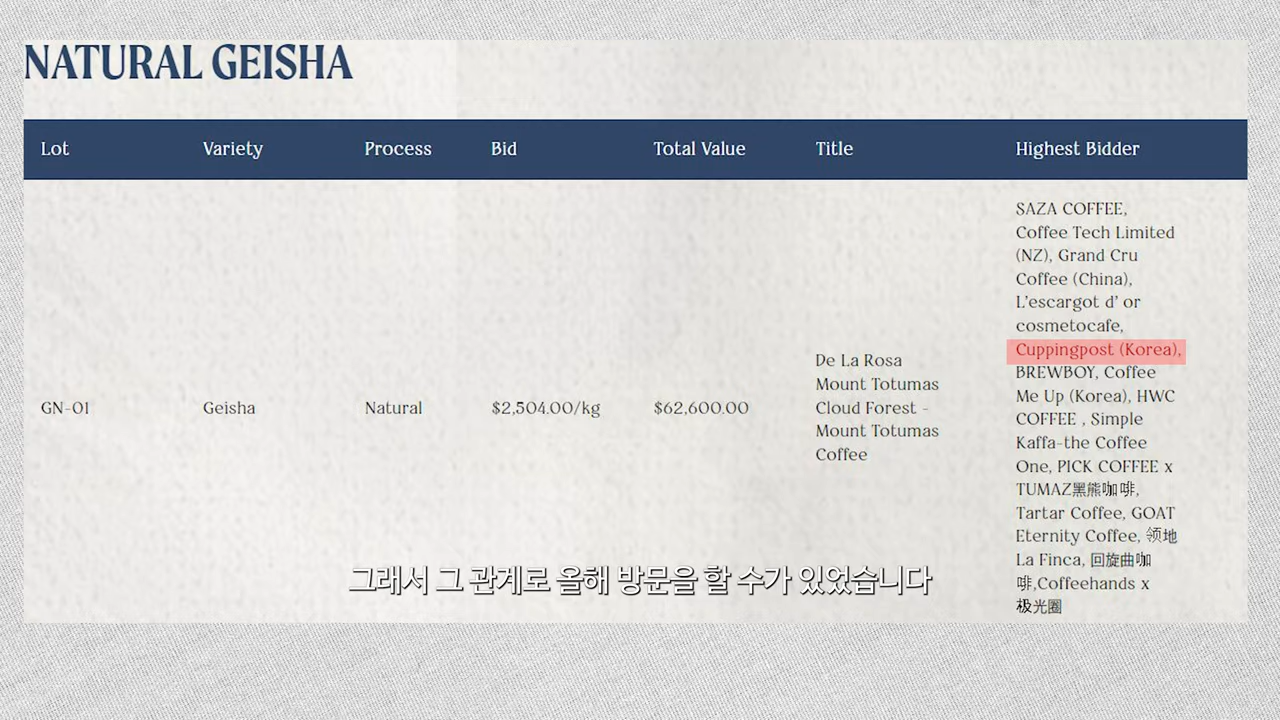 NATURAL GEISHA
Lot Variety Process Bid Total Value Title Highest Bidder
GN-01
Geisha
Natural
$2,504.00/kg
$62,600.00
De La Rosa
Mount Totumas
Cloud Forest -
Mount Totumas
Coffee
SAZA COFFEE,
Coffee Tech Limited
(NZ), Grand Cru
Coffee (China),
L'escargot d' or
cosmetocafe,
Cuppingpost (Korea),
BREWBOY, Coffee
Me Up (Korea), HWC
COFFEE , Simple
Kaffa-the Coffee
One, PICK COFFEE x
TUMAZ黑熊咖啡,
Tartar Coffee, GOAT
Eternity Coffee, 领地
La Finca, 回旋曲咖
啡,Coffeehands x
极光圈
그래서 그 관계로 올해 방문을 할 수가 있었습니다